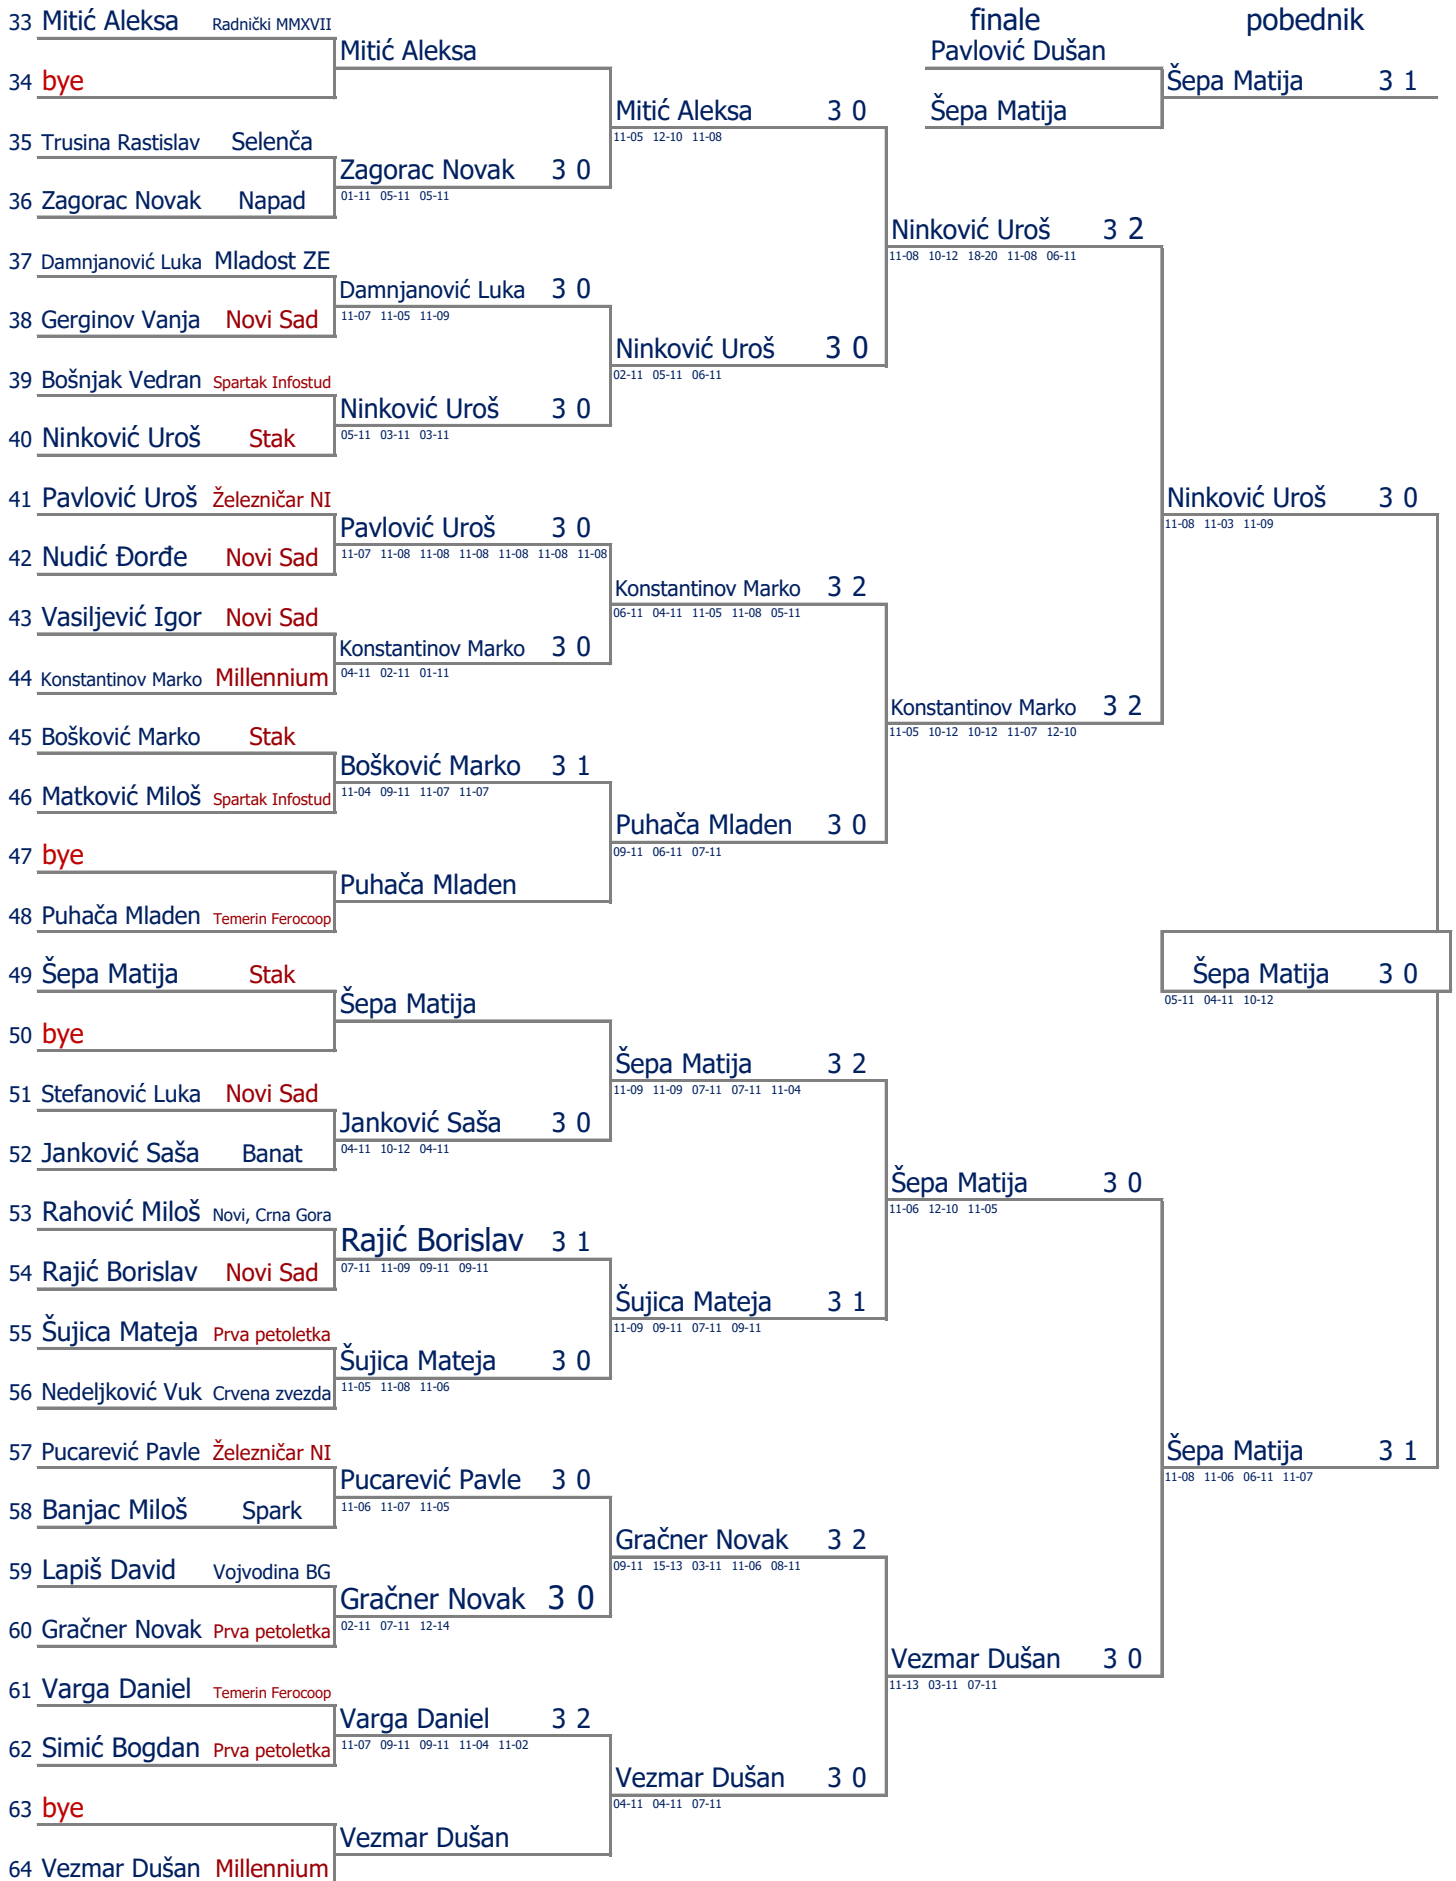 finale pobednik
33 Mitić Aleksa Radnički MMXVII
Mitić Aleksa
Pavlović Dušan
34 bye
Šepa Matija 3 1
Mitić Aleksa 3 0
Šepa Matija
11-05 12-10 11-08
35 Trusina Rastislav Selenča
Zagorac Novak 3 0
01-11 05-11 05-11
36 Zagorac Novak Napad
Ninković Uroš 3 2
11-08 10-12 18-20 11-08 06-11
37 Damnjanović Luka Mladost ZE
Damnjanović Luka 3 0
11-07 11-05 11-09
38 Gerginov Vanja Novi Sad
Ninković Uroš 3 0
02-11 05-11 06-11
39 Bošnjak Vedran Spartak Infostud
Ninković Uroš 3 0
05-11 03-11 03-11
40 Ninković Uroš Stak
41 Pavlović Uroš Železničar NI
Ninković Uroš 3 0
11-08 11-03 11-09
Pavlović Uroš 3 0
11-07 11-08 11-08 11-08 11-08 11-08 11-08
42 Nudić Đorđe Novi Sad
Konstantinov Marko 3 2
06-11 04-11 11-05 11-08 05-11
43 Vasiljević Igor Novi Sad
Konstantinov Marko 3 0
04-11 02-11 01-11
44 Konstantinov Marko Millennium
Konstantinov Marko 3 2
11-05 10-12 10-12 11-07 12-10
45 Bošković Marko Stak
Bošković Marko 3 1
11-04 09-11 11-07 11-07
46 Matković Miloš Spartak Infostud
Puhača Mladen 3 0
09-11 06-11 07-11
47 bye
Puhača Mladen
48 Puhača Mladen Temerin Ferocoop
49 Šepa Matija Stak
Šepa Matija 3 0
05-11 04-11 10-12
Šepa Matija
50 bye
Šepa Matija 3 2
11-09 11-09 07-11 07-11 11-04
51 Stefanović Luka Novi Sad
Janković Saša 3 0
04-11 10-12 04-11
52 Janković Saša Banat
Šepa Matija 3 0
11-06 12-10 11-05
53 Rahović Miloš Novi, Crna Gora
Rajić Borislav 3 1
07-11 11-09 09-11 09-11
54 Rajić Borislav Novi Sad
Šujica Mateja 3 1
11-09 09-11 07-11 09-11
55 Šujica Mateja Prva petoletka
Šujica Mateja 3 0
11-05 11-08 11-06
56 Nedeljković Vuk Crvena zvezda
57 Pucarević Pavle Železničar NI
Šepa Matija 3 1
11-08 11-06 06-11 11-07
Pucarević Pavle 3 0
11-06 11-07 11-05
58 Banjac Miloš Spark
Gračner Novak 3 2
09-11 15-13 03-11 11-06 08-11
59 Lapiš David Vojvodina BG
Gračner Novak 3 0
02-11 07-11 12-14
60 Gračner Novak Prva petoletka
Vezmar Dušan 3 0
11-13 03-11 07-11
61 Varga Daniel Temerin Ferocoop
Varga Daniel 3 2
11-07 09-11 09-11 11-04 11-02
62 Simić Bogdan Prva petoletka
Vezmar Dušan 3 0
04-11 04-11 07-11
63 bye
Vezmar Dušan
64 Vezmar Dušan Millennium